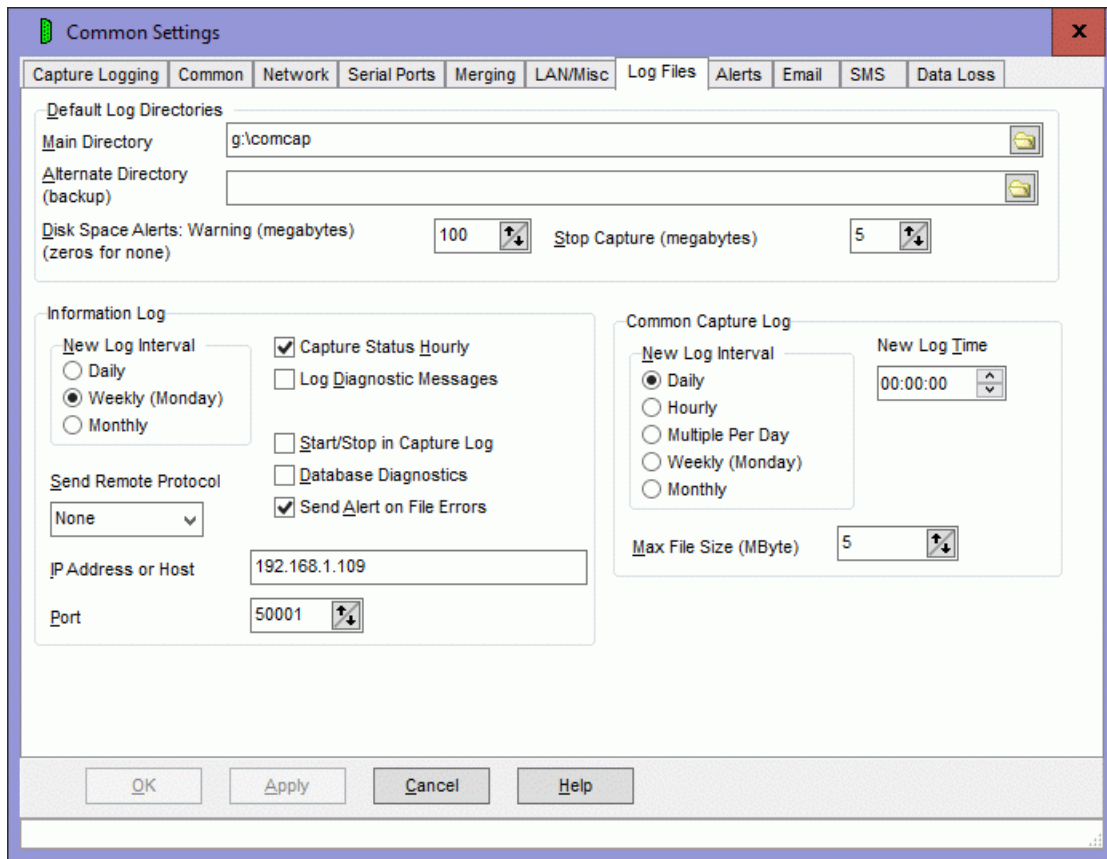 Common Settings
x
Capture Logging Common Network Serial Ports Merging LAN/Misc Log Files Alerts Email SMS Data Loss
Default Log Directories
Main Directory g:\comcap
Alternate Directory
(backup)
Disk Space Alerts: Warning (megabytes) 100 Stop Capture (megabytes) 5
(zeros for none)
Information Log
New Log Interval
Daily
Weekly (Monday)
Monthly
Capture Status Hourly
Log Diagnostic Messages
Start/Stop in Capture Log
Database Diagnostics
Send Alert on File Errors
Send Remote Protocol
None
IP Address or Host 192.168.1.109
Port 50001
Common Capture Log
New Log Interval
Daily
Hourly
Multiple Per Day
Weekly (Monday)
Monthly
New Log Time
00:00:00
Max File Size (MByte) 5
OK Apply Cancel Help